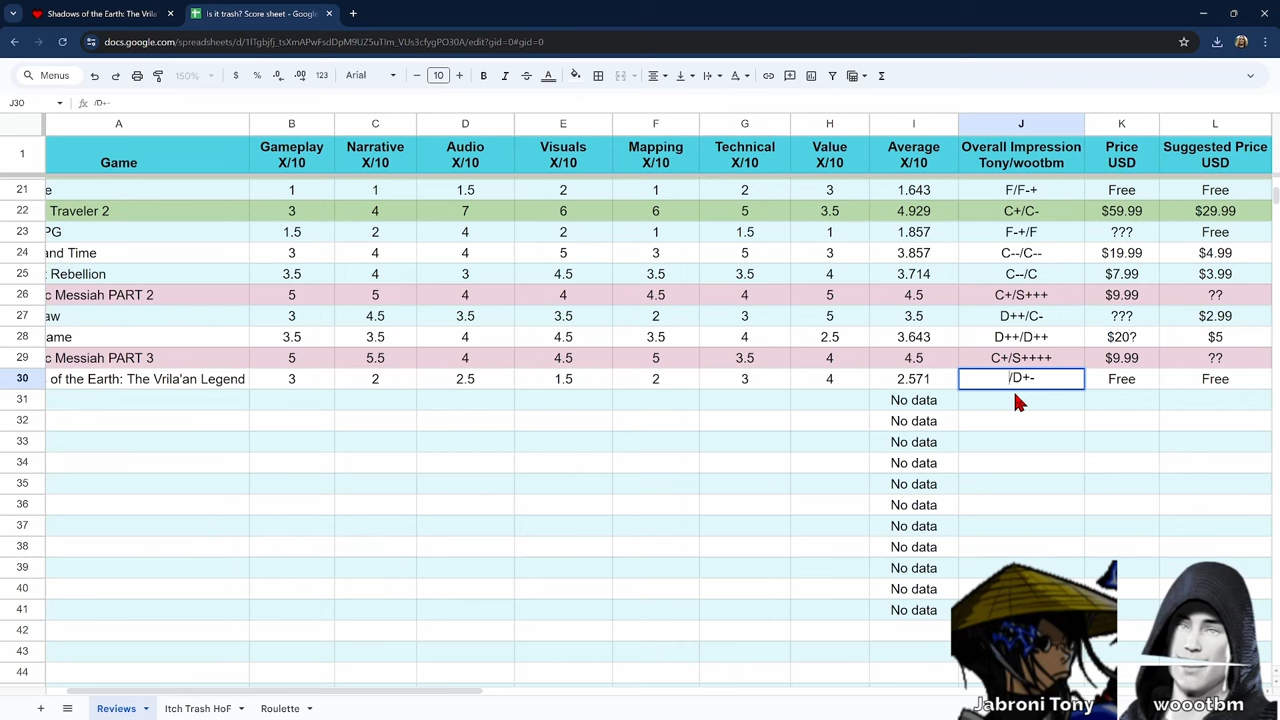 Shadows of the Earth: The Vrila
Is it trash? Score sheet - Google
docs.google.com/spreadsheets/d/1lTgbjfj_tsXmAPwFsdDpM9UZ5uTlm_VUs3cfygPO30A/edit?gid=0#gid=0
Menus 150% $ % .0 .00 123 Arial 10 B I
J30 /D+-
A B C D E F G H I J K L
1 Game Gameplay X/10 Narrative X/10 Audio X/10 Visuals X/10 Mapping X/10 Technical X/10 Value X/10 Average X/10 Overall Impression Tony/wootbm Price USD Suggested Price USD
21 e 1 1 1.5 2 1 2 3 1.643 F/F-+ Free Free
22 Traveler 2 3 4 7 6 6 5 3.5 4.929 C+/C- $59.99 $29.99
23 PG 1.5 2 4 2 1 1.5 1 1.857 F-+/F ??? Free
24 and Time 3 4 4 5 3 5 3 3.857 C--/C-- $19.99 $4.99
25 : Rebellion 3.5 4 3 4.5 3.5 3.5 4 3.714 C--/C $7.99 $3.99
26 c Messiah PART 2 5 5 4 4 4.5 4 5 4.5 C+/S+++ $9.99 ??
27 aw 3 4.5 3.5 3.5 2 3 5 3.5 D++/C- ??? $2.99
28 ame 3.5 3.5 4 4.5 3.5 4 2.5 3.643 D++/D++ $20? $5
29 c Messiah PART 3 5 5.5 4 4.5 5 3.5 4 4.5 C+/S++++ $9.99 ??
30 of the Earth: The Vrila'an Legend 3 2 2.5 1.5 2 3 4 2.571 /D+- Free Free
31 No data
32 No data
33 No data
34 No data
35 No data
36 No data
37 No data
38 No data
39 No data
40 No data
41 No data
42
43
44
Jabroni Tony woootbm
Reviews Itch Trash HoF Roulette